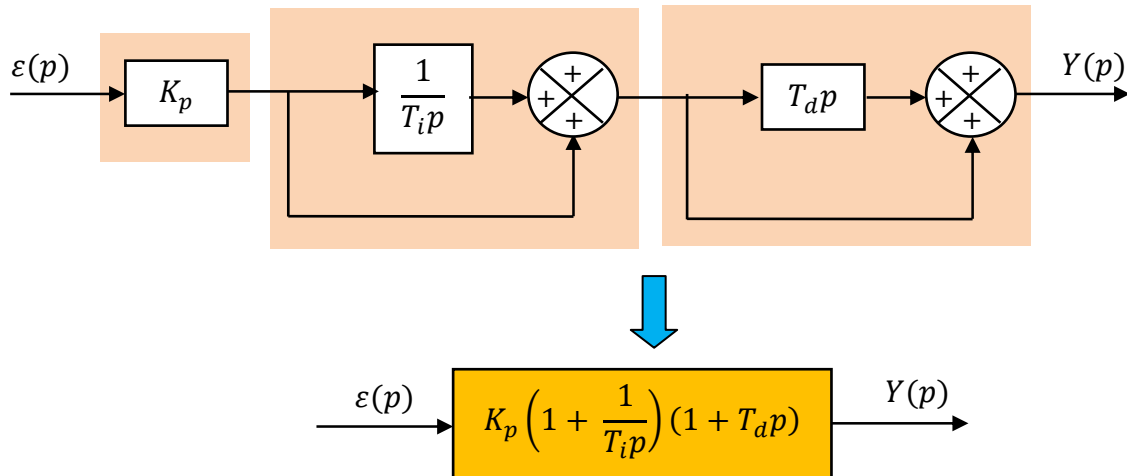 ε(p)
K_p
1/(T_i p)
+
+
+
T_d p
+
+
+
Y(p)
ε(p)
K_p (1 + 1/(T_i p)) (1 + T_d p)
Y(p)